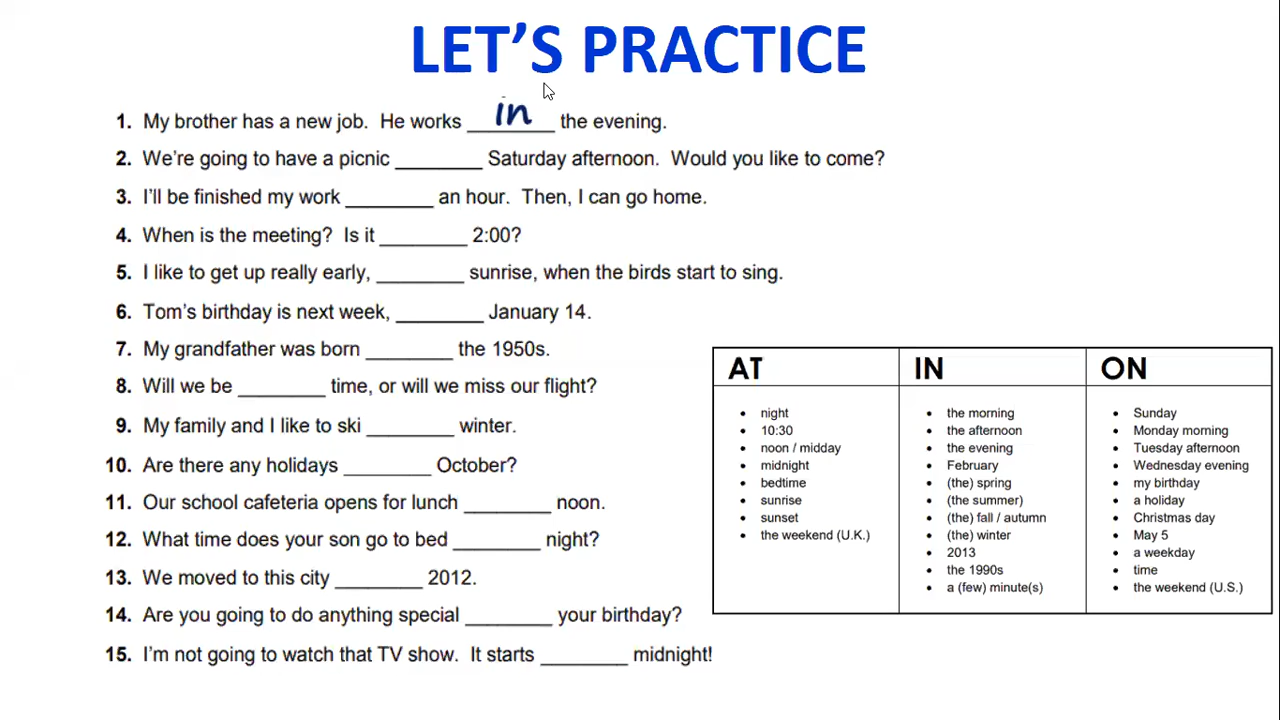 LET'S PRACTICE
1. My brother has a new job. He works in the evening.
2. We're going to have a picnic ________ Saturday afternoon. Would you like to come?
3. I'll be finished my work ________ an hour. Then, I can go home.
4. When is the meeting? Is it ________ 2:00?
5. I like to get up really early, ________ sunrise, when the birds start to sing.
6. Tom's birthday is next week, ________ January 14.
7. My grandfather was born ________ the 1950s.
8. Will we be ________ time, or will we miss our flight?
9. My family and I like to ski ________ winter.
10. Are there any holidays ________ October?
11. Our school cafeteria opens for lunch ________ noon.
12. What time does your son go to bed ________ night?
13. We moved to this city ________ 2012.
14. Are you going to do anything special ________ your birthday?
15. I'm not going to watch that TV show. It starts ________ midnight!
AT
• night
• 10:30
• noon / midday
• midnight
• bedtime
• sunrise
• sunset
• the weekend (U.K.)
IN
• the morning
• the afternoon
• the evening
• February
• (the) spring
• (the summer)
• (the) fall / autumn
• (the) winter
• 2013
• the 1990s
• a (few) minute(s)
ON
• Sunday
• Monday morning
• Tuesday afternoon
• Wednesday evening
• my birthday
• a holiday
• Christmas day
• May 5
• a weekday
• time
• the weekend (U.S.)